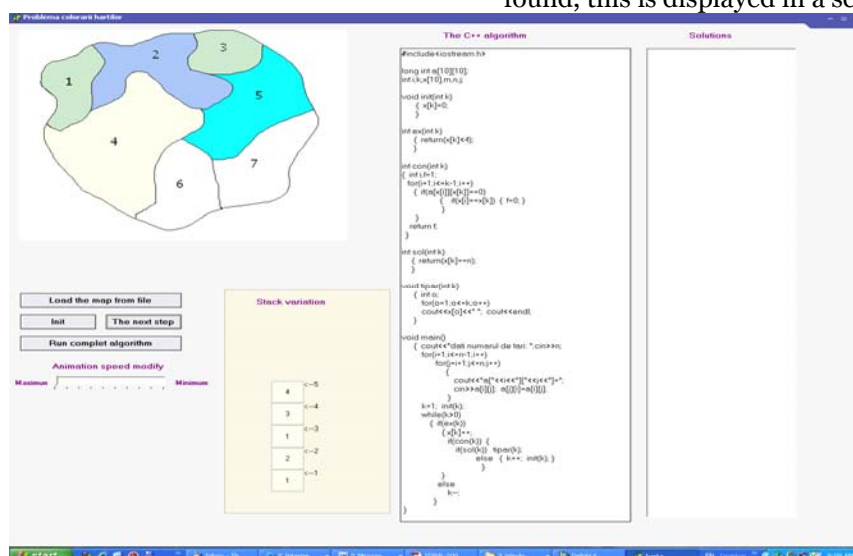 found, this is displayed in a
Problema colorarii hartilor
1
2
3
4
5
6
7
Load the map from file
Init
The next step
Run complet algorithm
Animation speed modify
Maximum
Minimum
Stack variation
4 <-5
3 <-4
1 <-3
2 <-2
1 <-1
The C++ algorithm
#include<iostream.h>
long int a[10][10];
int i,k,x[10],m,n,j;
void init(int k)
{ x[k]=0;
}
int ex(int k)
{ return(x[k]<4);
}
int con(int k)
{ int i,f=1;
for(i=1;i<=k-1;i++)
{ if(a[x[i]][x[k]]==0)
{ if(x[i]==x[k]) { f=0; }
}
}
return f;
}
int sol(int k)
{ return(x[k]==n);
}
void tipar(int k)
{ int o;
for(o=1;o<=k;o++)
cout<<x[o]<<" "; cout<<endl;
}
void main()
{ cout<<"dati numarul de tari: ";cin>>n;
for(i=1;i<=n-1;i++)
for(j=i+1;j<=n;j++)
{
cout<<"a["<<i<<"]["<<j<<"]=";
cin>>a[i][j]; a[j][i]=a[i][j];
}
k=1; init(k);
while(k>0)
{ if(ex(k))
{x[k]++;
if(con(k)) {
if(sol(k)) tipar(k);
else { k++; init(k); }
}
}
else
k--;
}
}
Solutions
start